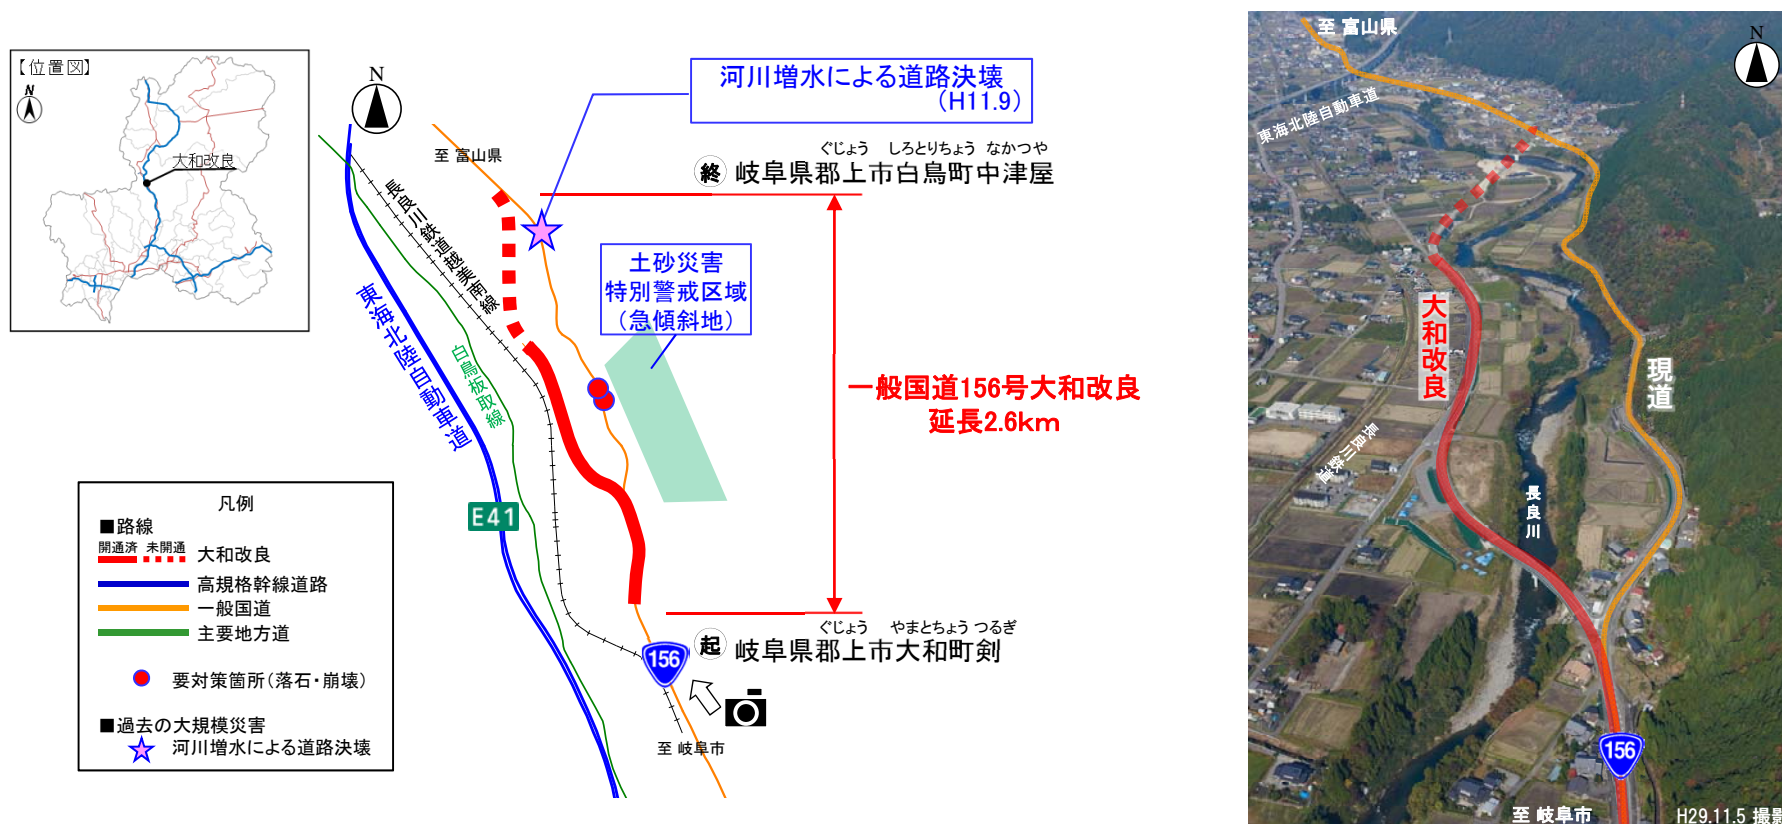 【位置図】
N
大和改良
N
至 富山県
河川増水による道路決壊
(H11.9)
ぐじょう しろとりちょう なかつや
終 岐阜県郡上市白鳥町中津屋
長良川鉄道越美南線
土砂災害
特別警戒区域
(急傾斜地)
東海北陸自動車道
白鳥板取線
一般国道156号大和改良
延長2.6km
E41
ぐじょう やまとちょう つるぎ
起 岐阜県郡上市大和町剣
156
至 岐阜市
凡例
■路線
開通済 未開通
大和改良
高規格幹線道路
一般国道
主要地方道
要対策箇所(落石・崩壊)
■過去の大規模災害
河川増水による道路決壊
至 富山県
N
東海北陸自動車道
大和改良
現道
長良川鉄道
長良川
156
至 岐阜市
H29.11.5 撮影